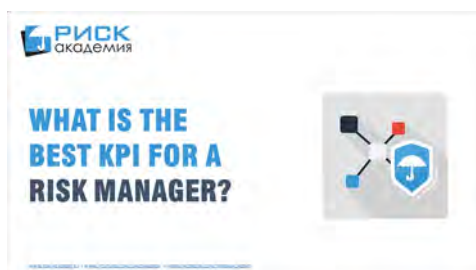 РИСК
академия
WHAT IS THE
BEST KPI FOR A
RISK MANAGER?